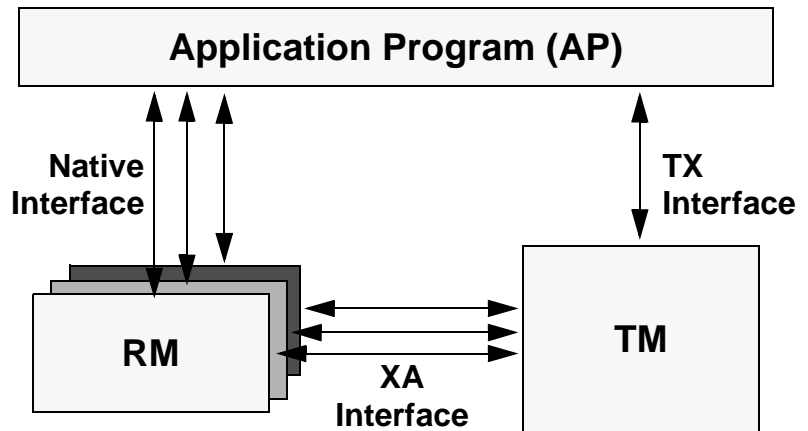 Application Program (AP)
Native
Interface
TX
Interface
RM
TM
XA
Interface